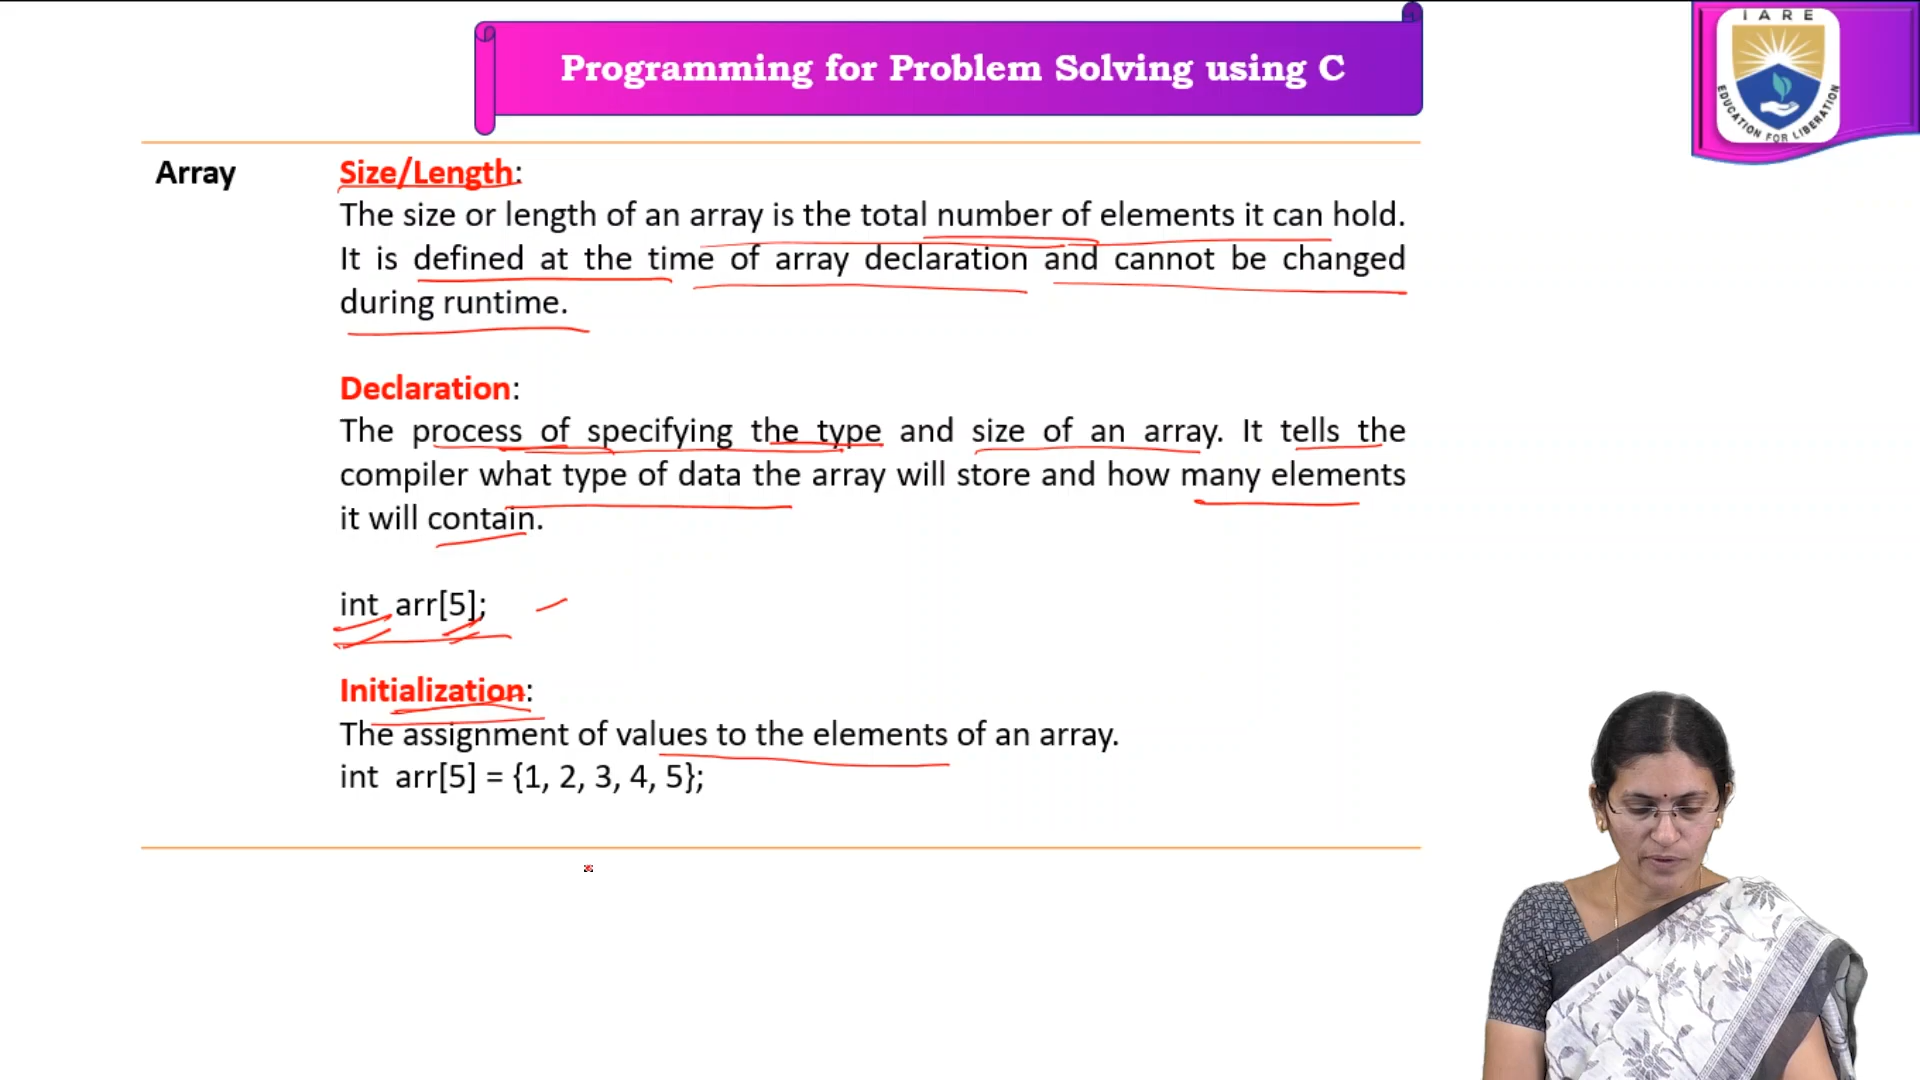 Programming for Problem Solving using C
IARE
EDUCATION FOR LIBERATION
Array
Size/Length:
The size or length of an array is the total number of elements it can hold.
It is defined at the time of array declaration and cannot be changed
during runtime.
Declaration:
The process of specifying the type and size of an array. It tells the
compiler what type of data the array will store and how many elements
it will contain.
int arr[5];
Initialization:
The assignment of values to the elements of an array.
int arr[5] = {1, 2, 3, 4, 5};